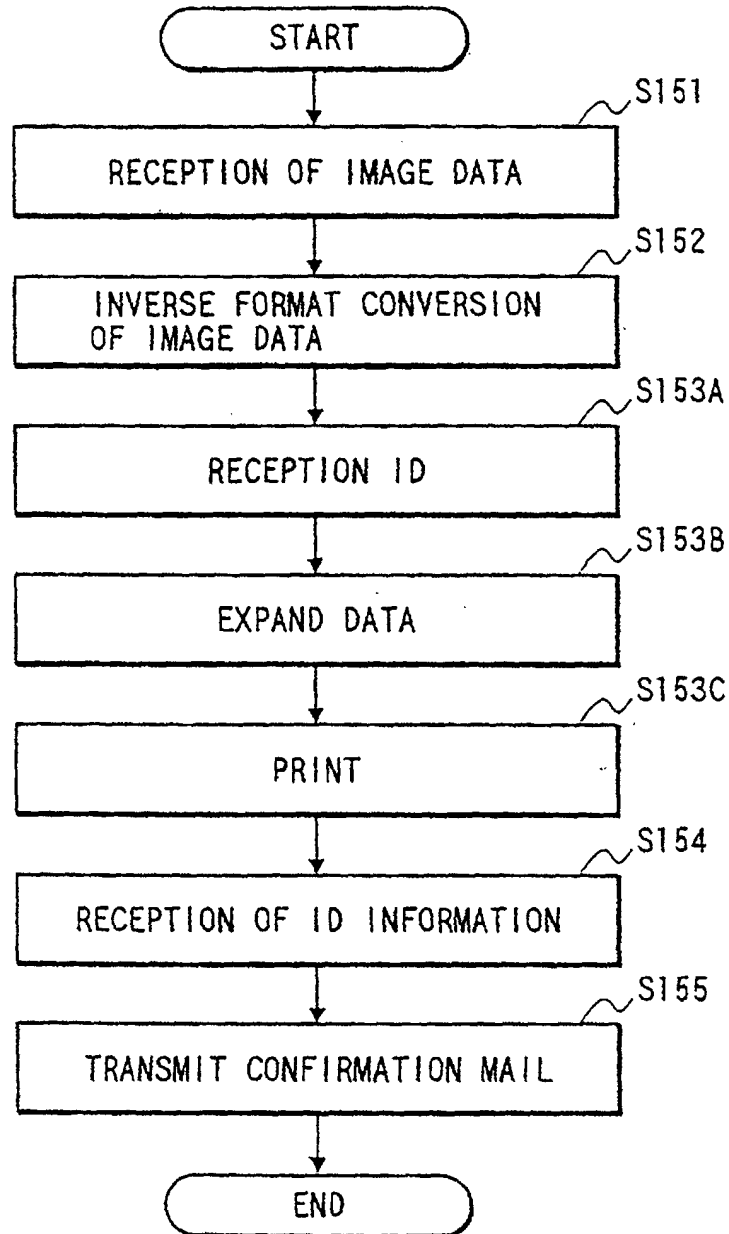 START
S151
RECEPTION OF IMAGE DATA
S152
INVERSE FORMAT CONVERSION
OF IMAGE DATA
S153A
RECEPTION ID
S153B
EXPAND DATA
S153C
PRINT
S154
RECEPTION OF ID INFORMATION
S155
TRANSMIT CONFIRMATION MAIL
END